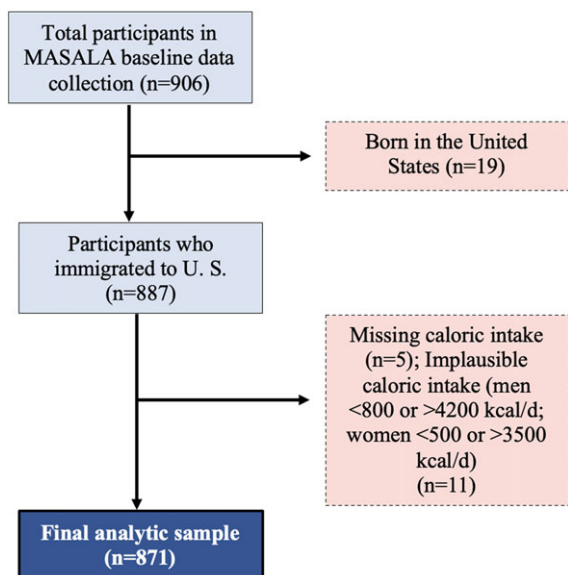 Total participants in
MASALA baseline data
collection (n=906)
Born in the United
States (n=19)
Participants who
immigrated to U. S.
(n=887)
Missing caloric intake
(n=5); Implausible
caloric intake (men
<800 or >4200 kcal/d;
women <500 or >3500
kcal/d)
(n=11)
Final analytic sample
(n=871)